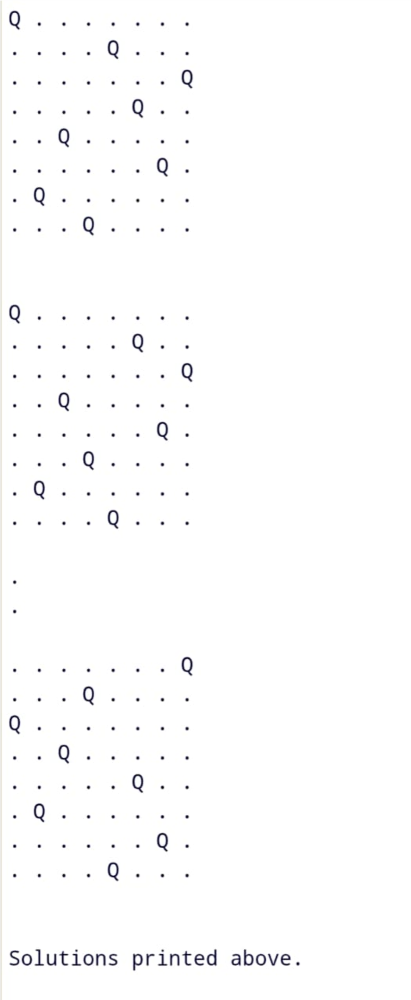 Q . . . . . . .
. . . . Q . . .
. . . . . . . Q
. . . . . Q . .
. . Q . . . . .
. . . . . . Q .
. Q . . . . . .
. . . Q . . . .
Q . . . . . . .
. . . . . Q . .
. . . . . . . Q
. . Q . . . . .
. . . . . . Q .
. . . Q . . . .
. Q . . . . . .
. . . . Q . . .
.
.
. . . . . . . Q
. . . Q . . . .
Q . . . . . . .
. . Q . . . . .
. . . . . Q . .
. Q . . . . . .
. . . . . . Q .
. . . . Q . . .
Solutions printed above.